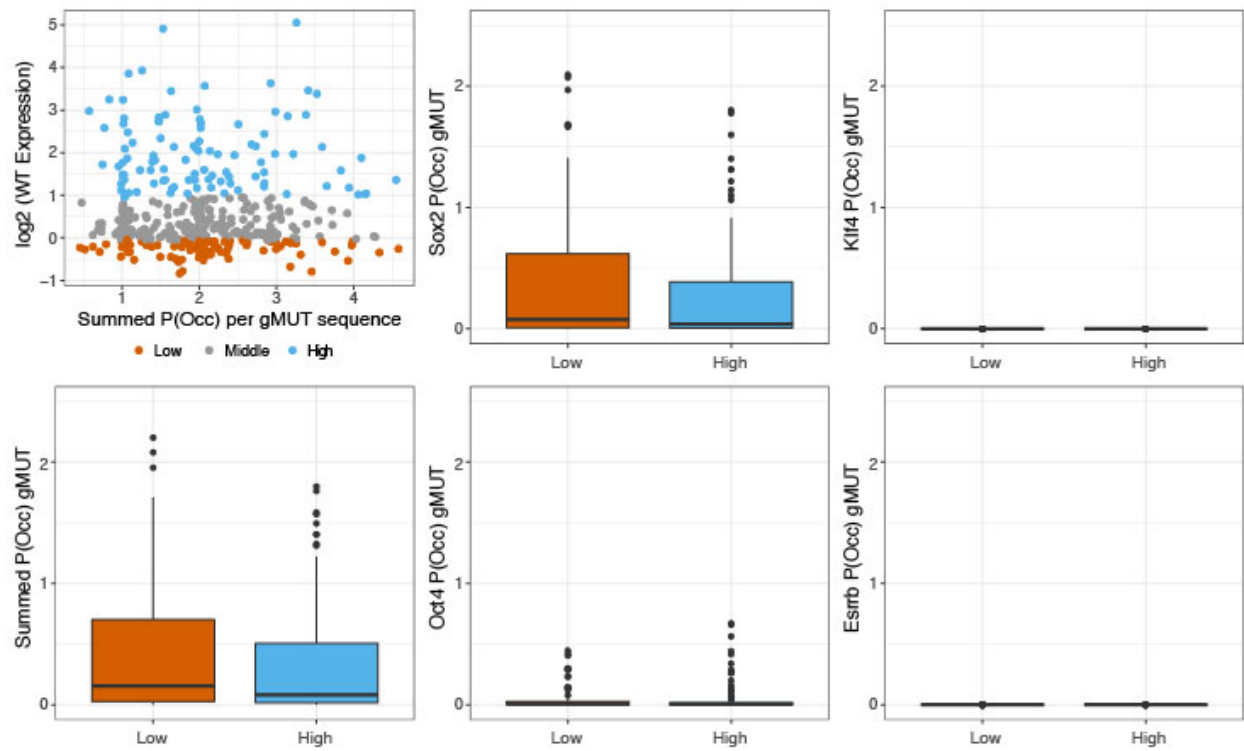 log2 (WT Expression)
5
4
3
2
1
0
−1
1 2 3 4
Summed P(Occ) per gMUT sequence
Low Middle High
Sox2 P(Occ) gMUT
2
1
0
Low High
Klf4 P(Occ) gMUT
2
1
0
Low High
Summed P(Occ) gMUT
2
1
0
Low High
Oct4 P(Occ) gMUT
2
1
0
Low High
Esrrb P(Occ) gMUT
2
1
0
Low High